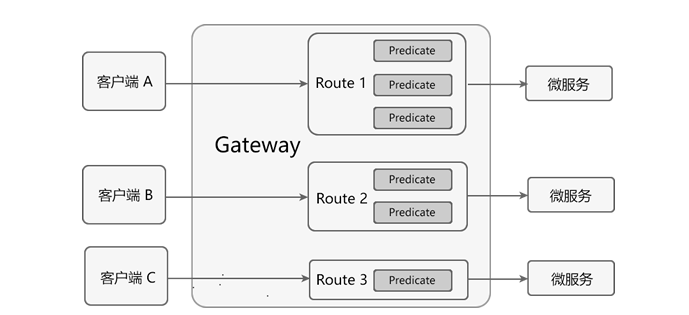 Predicate
客户端 A
Route 1
Predicate
微服务
Predicate
Gateway
Predicate
客户端 B
Route 2
微服务
Predicate
客户端 C
Route 3
Predicate
微服务